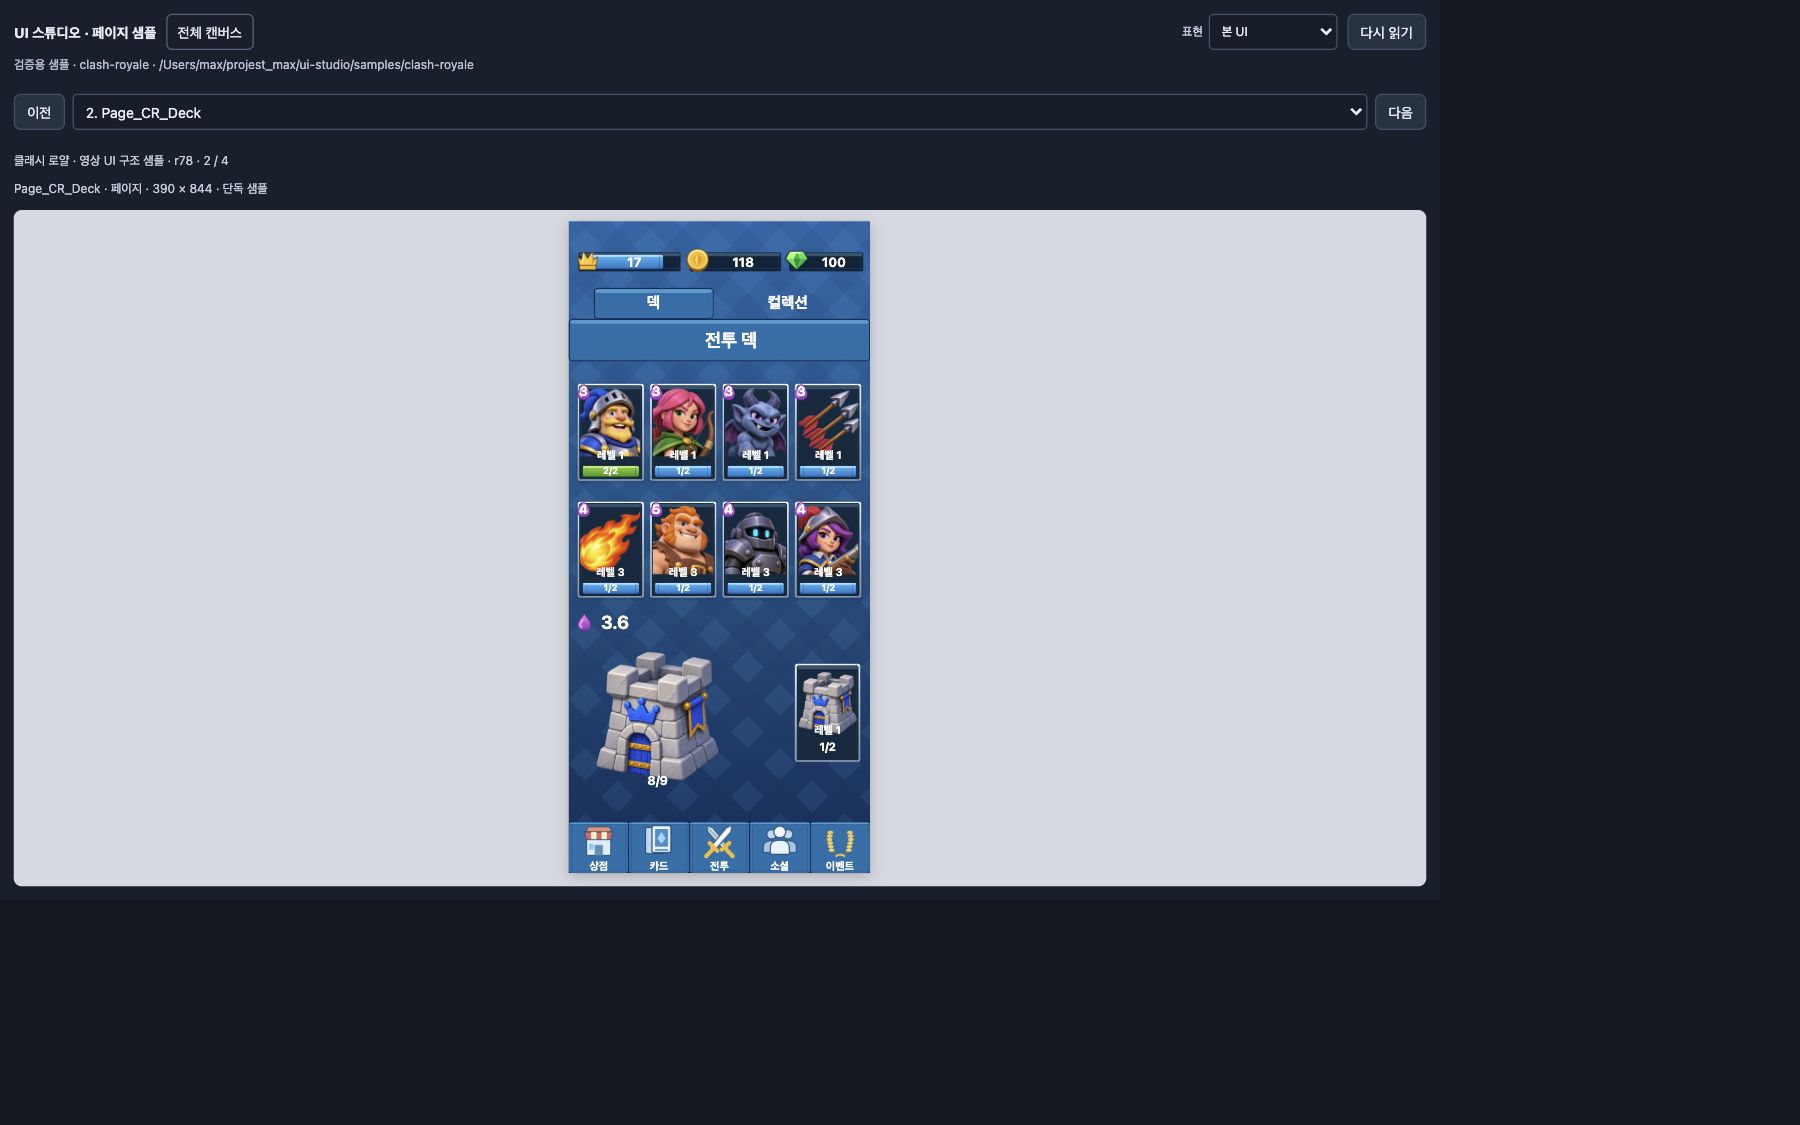 UI 스튜디오 · 페이지 샘플 전체 캔버스 표현 본 UI 다시 읽기
검증용 샘플 · clash-royale · /Users/max/projest_max/ui-studio/samples/clash-royale
이전 2. Page_CR_Deck 다음
클래시 로얄 · 영상 UI 구조 샘플 · r78 · 2 / 4
Page_CR_Deck · 페이지 · 390 × 844 · 단독 샘플
17 118 100
덱 컬렉션
전투 덱
3 3 3 3
레벨 1 레벨 1 레벨 1 레벨 1
2/2 1/2 1/2 1/2
4 5 4 4
레벨 3 레벨 3 레벨 3 레벨 3
1/2 1/2 1/2 1/2
3.6
레벨 1
1/2
8/9
상점 카드 전투 소셜 이벤트